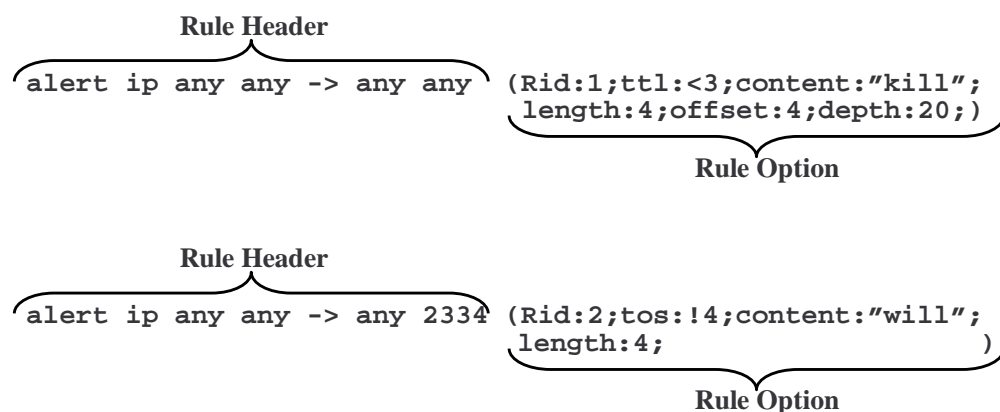 Rule Header
alert ip any any -> any any (Rid:1;ttl:<3;content:″kill″;
length:4;offset:4;depth:20;)
Rule Option
Rule Header
alert ip any any -> any 2334 (Rid:2;tos:!4;content:″will″;
length:4; )
Rule Option